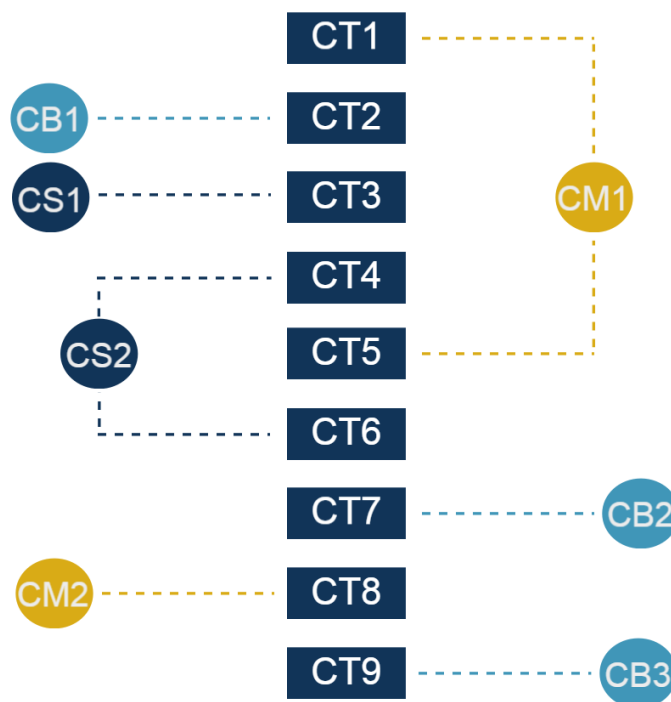 CT1
CB1 CT2
CS1 CT3 CM1
CT4
CS2 CT5
CT6
CT7 CB2
CM2 CT8
CT9 CB3